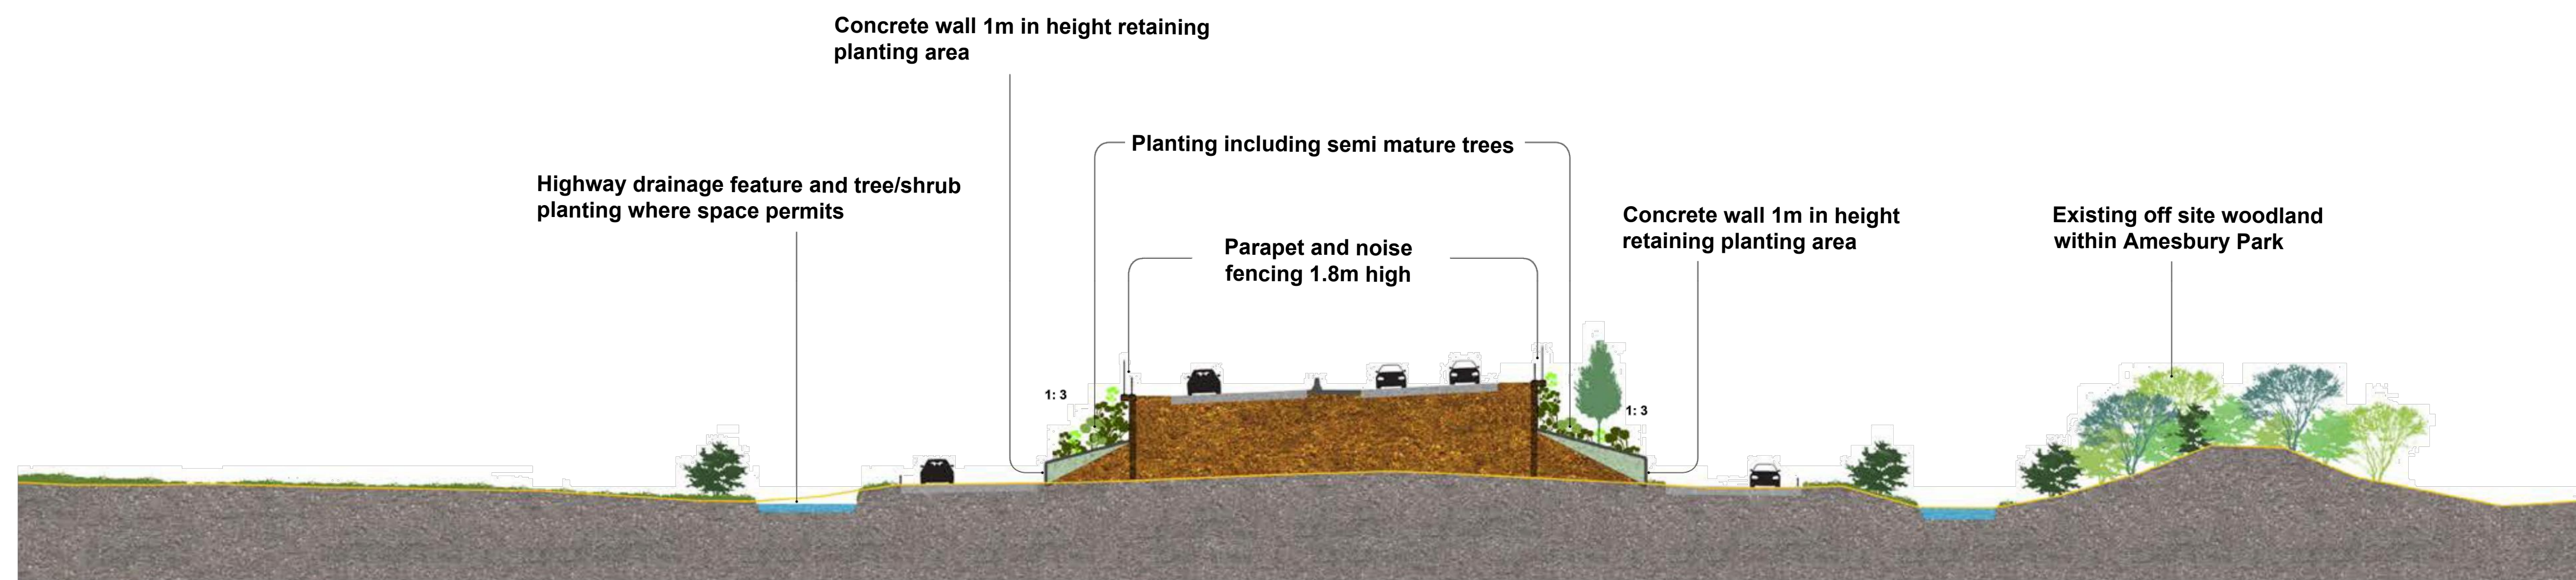 Concrete wall 1m in height retaining
planting area
Planting including semi mature trees
Highway drainage feature and tree/shrub
planting where space permits
Concrete wall 1m in height
retaining planting area
Existing off site woodland
within Amesbury Park
Parapet and noise
fencing 1.8m high
1: 3
1: 3